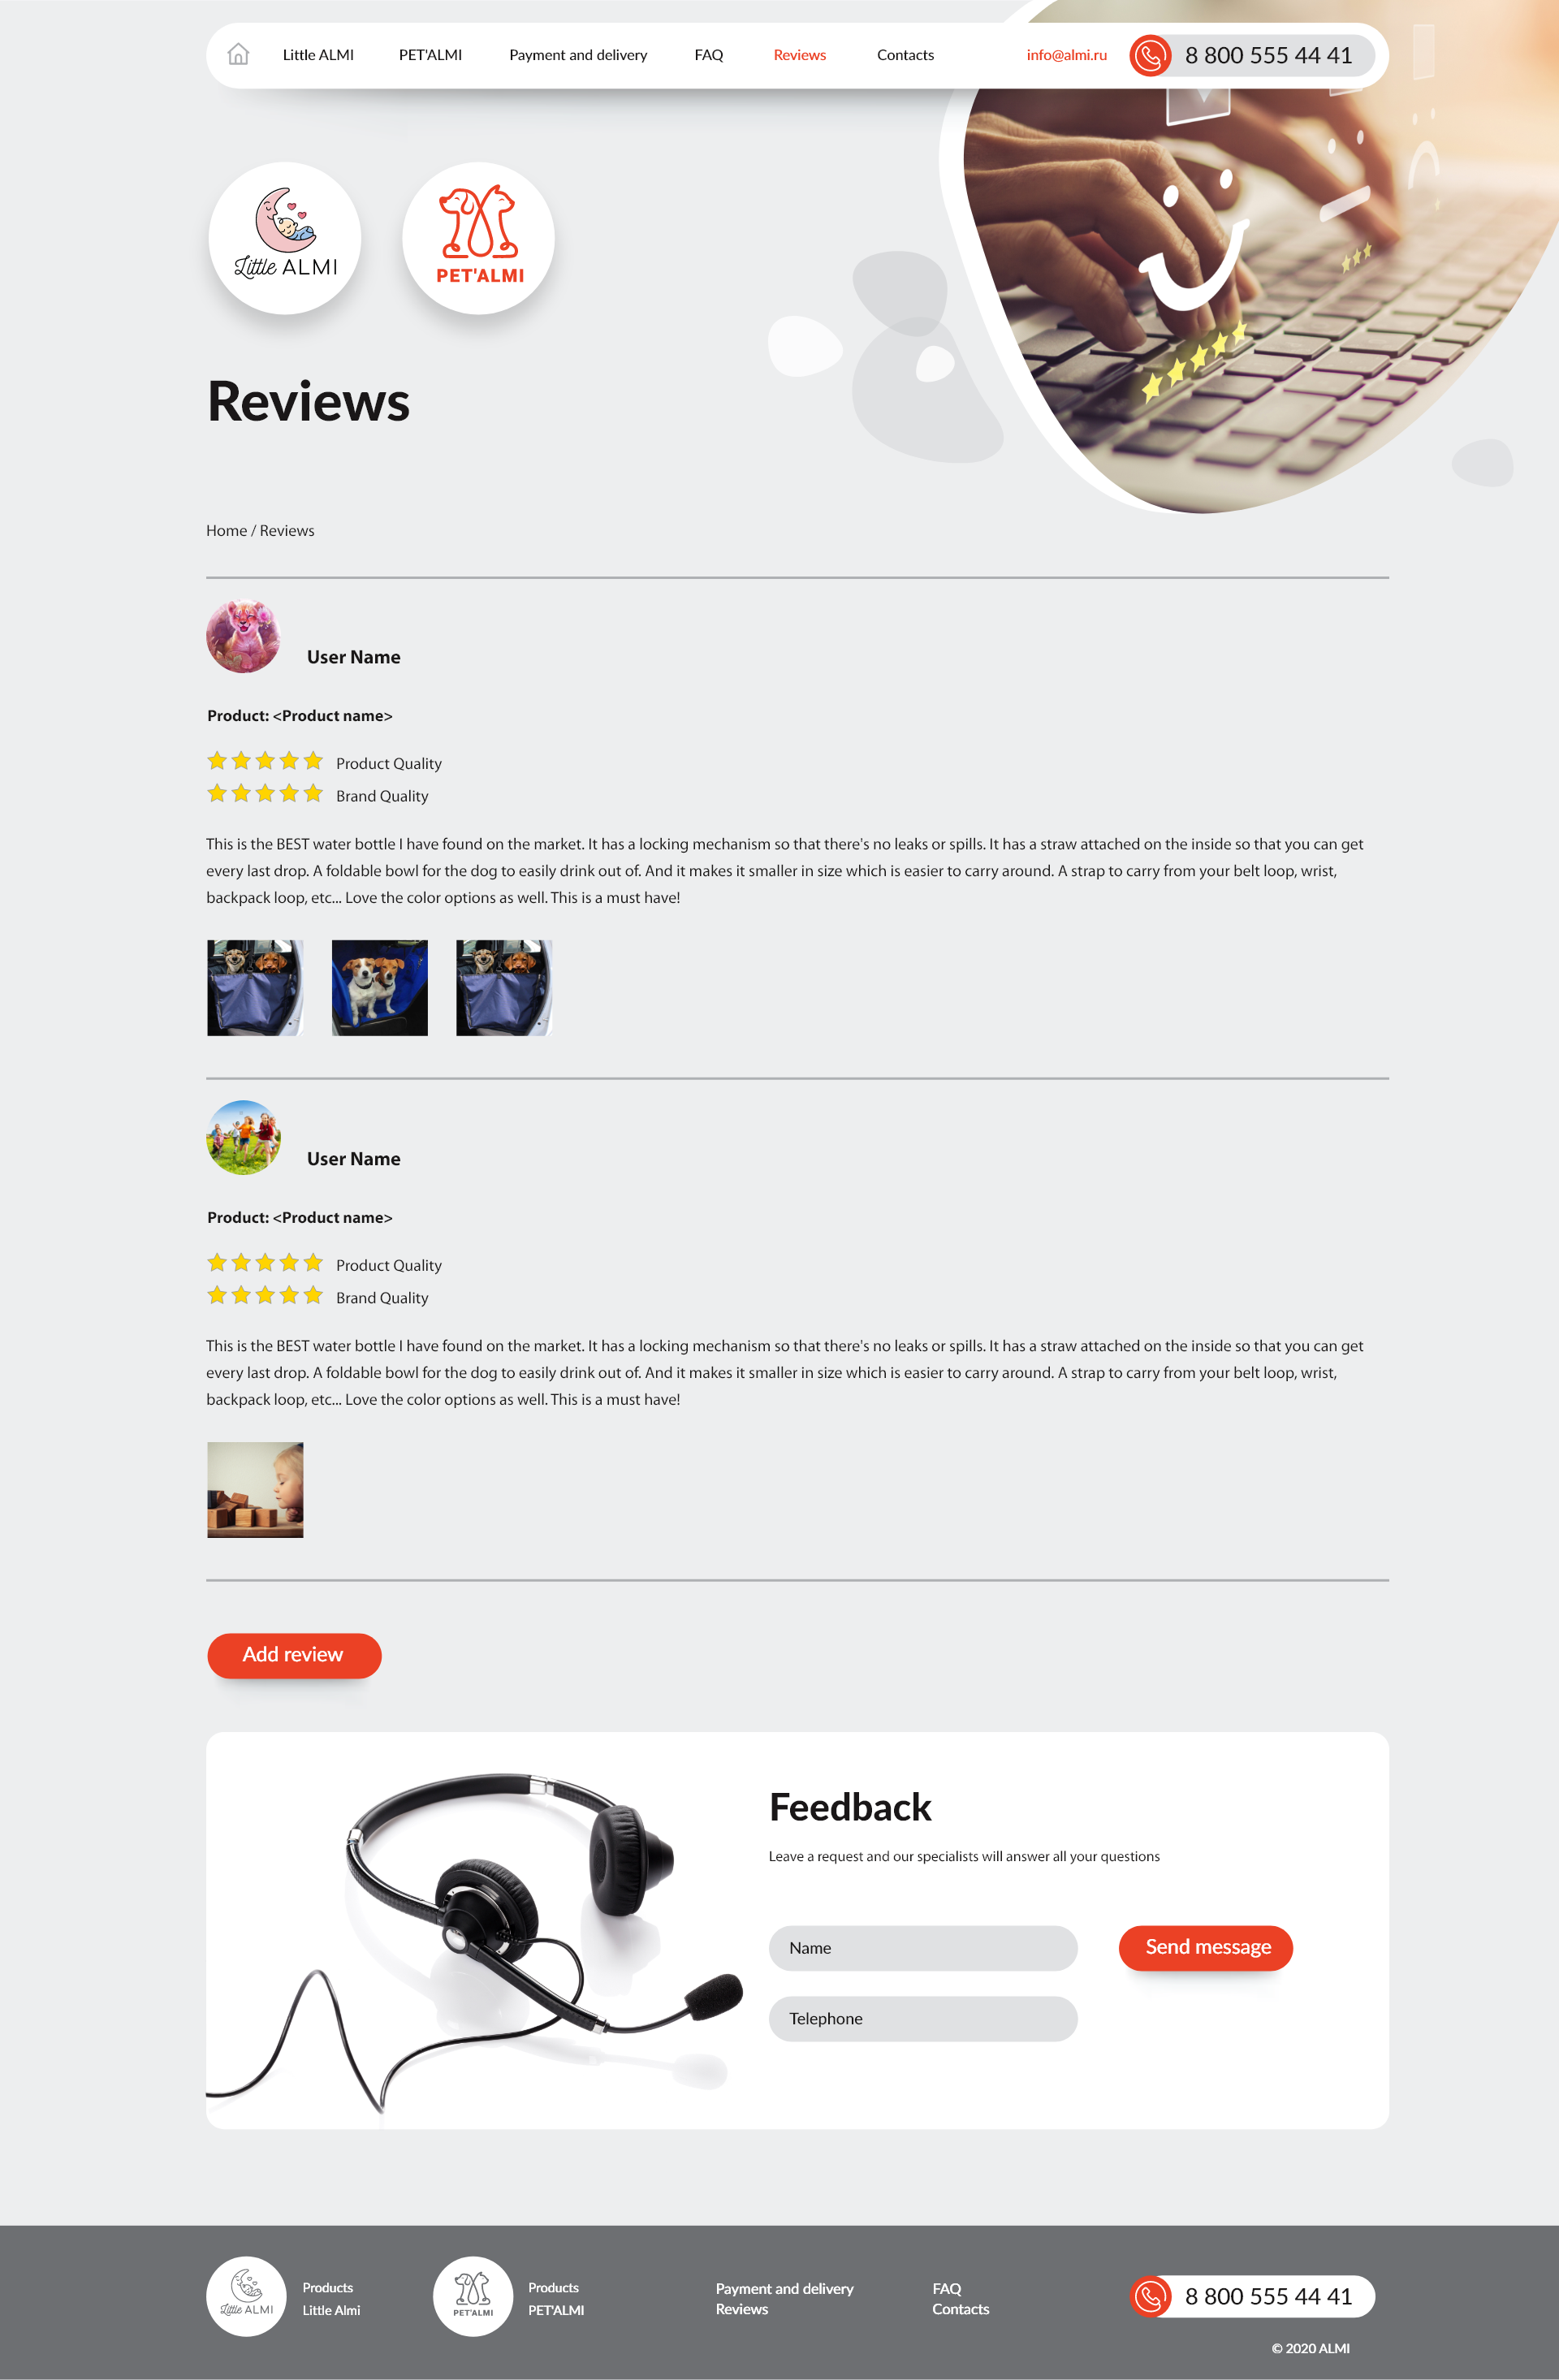 Little ALMI PET'ALMI Payment and delivery FAQ Reviews Contacts info@almi.ru 8 800 555 44 41
Little ALMI
PET'ALMI
Reviews
Home / Reviews
User Name
Product: <Product name>
Product Quality
Brand Quality
This is the BEST water bottle I have found on the market. It has a locking mechanism so that there's no leaks or spills. It has a straw attached on the inside so that you can get
every last drop. A foldable bowl for the dog to easily drink out of. And it makes it smaller in size which is easier to carry around. A strap to carry from your belt loop, wrist,
backpack loop, etc... Love the color options as well. This is a must have!
User Name
Product: <Product name>
Product Quality
Brand Quality
This is the BEST water bottle I have found on the market. It has a locking mechanism so that there's no leaks or spills. It has a straw attached on the inside so that you can get
every last drop. A foldable bowl for the dog to easily drink out of. And it makes it smaller in size which is easier to carry around. A strap to carry from your belt loop, wrist,
backpack loop, etc... Love the color options as well. This is a must have!
Add review
Feedback
Leave a request and our specialists will answer all your questions
Name
Send message
Telephone
Little ALMI
Products
Little Almi
PET'ALMI
Products
PET'ALMI
Payment and delivery
Reviews
FAQ
Contacts
8 800 555 44 41
© 2020 ALMI